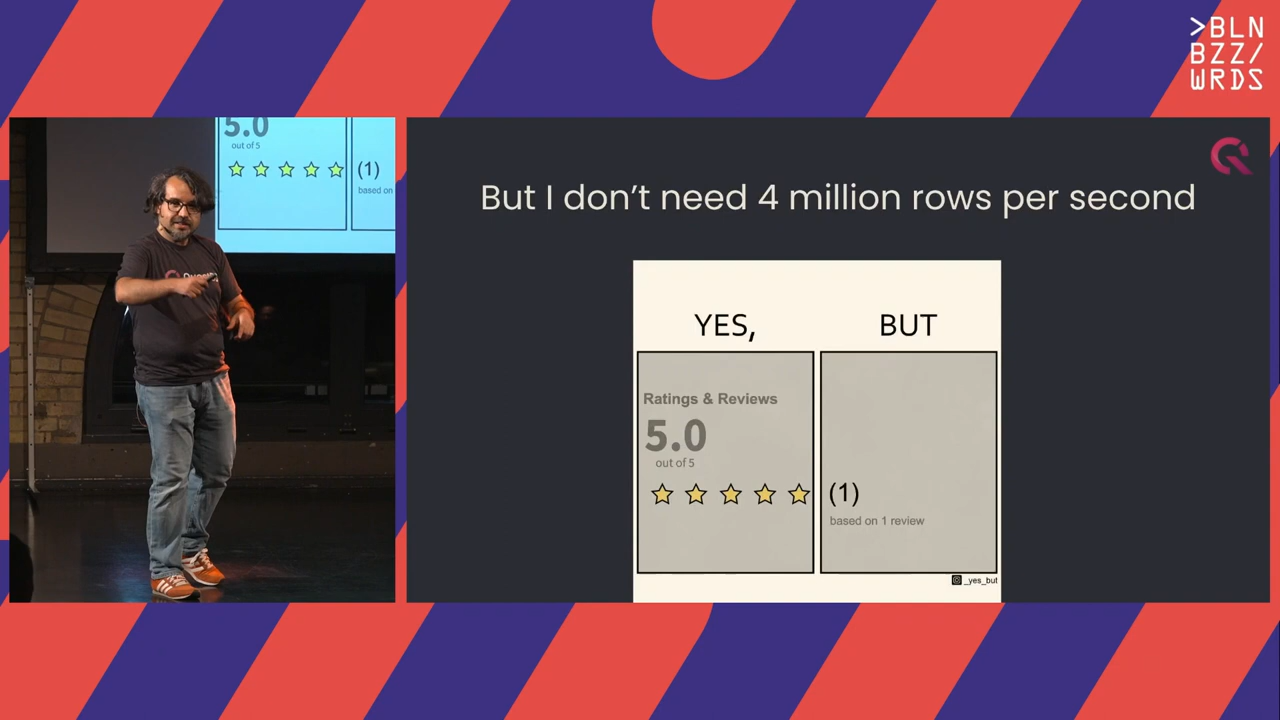 >BLN
BZZ/
WRDS
5.0
out of 5
(1)
based on
But I don't need 4 million rows per second
YES,
BUT
Ratings & Reviews
5.0
out of 5
(1)
based on 1 review
_yes_but